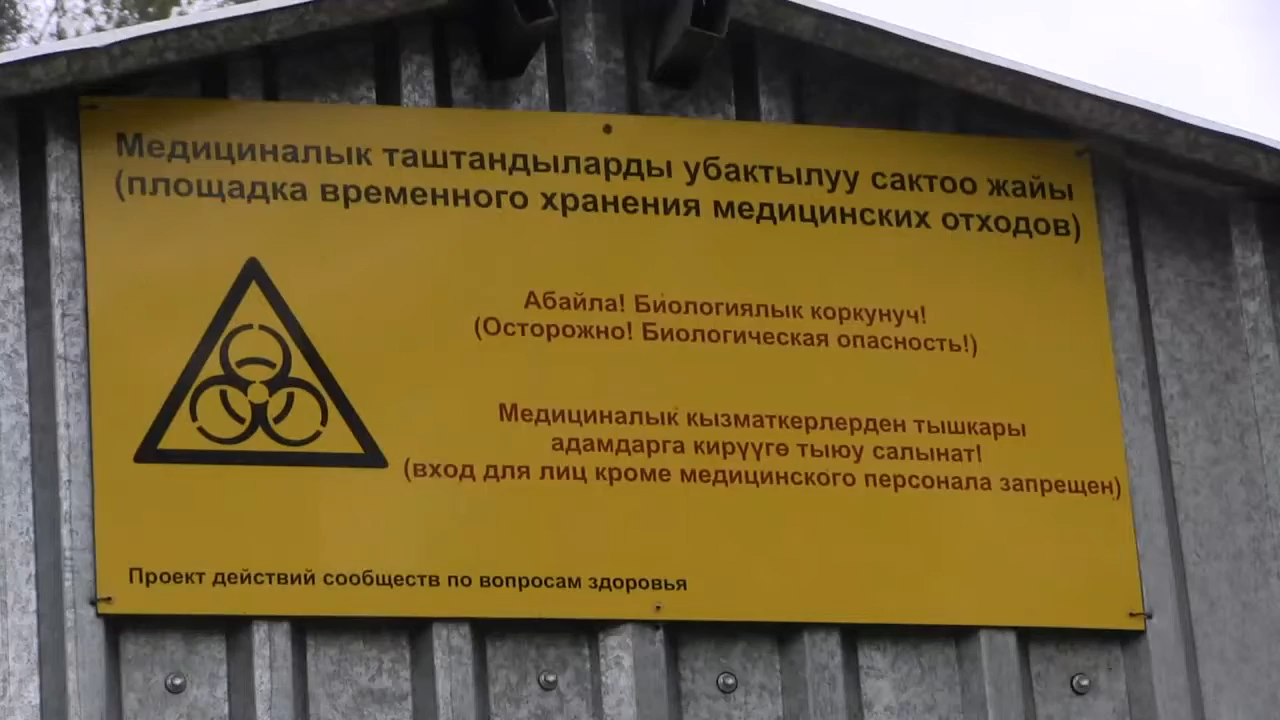 Медициналык таштандыларды убактылуу сактоо жайы
(площадка временного хранения медицинских отходов)
Абайла! Биологиялык коркунуч!
(Осторожно! Биологическая опасность!)
Медициналык кызматкерлерден тышкары
адамдарга кирүүгө тыюу салынат!
(вход для лиц кроме медицинского персонала запрещен)
Проект действий сообществ по вопросам здоровья